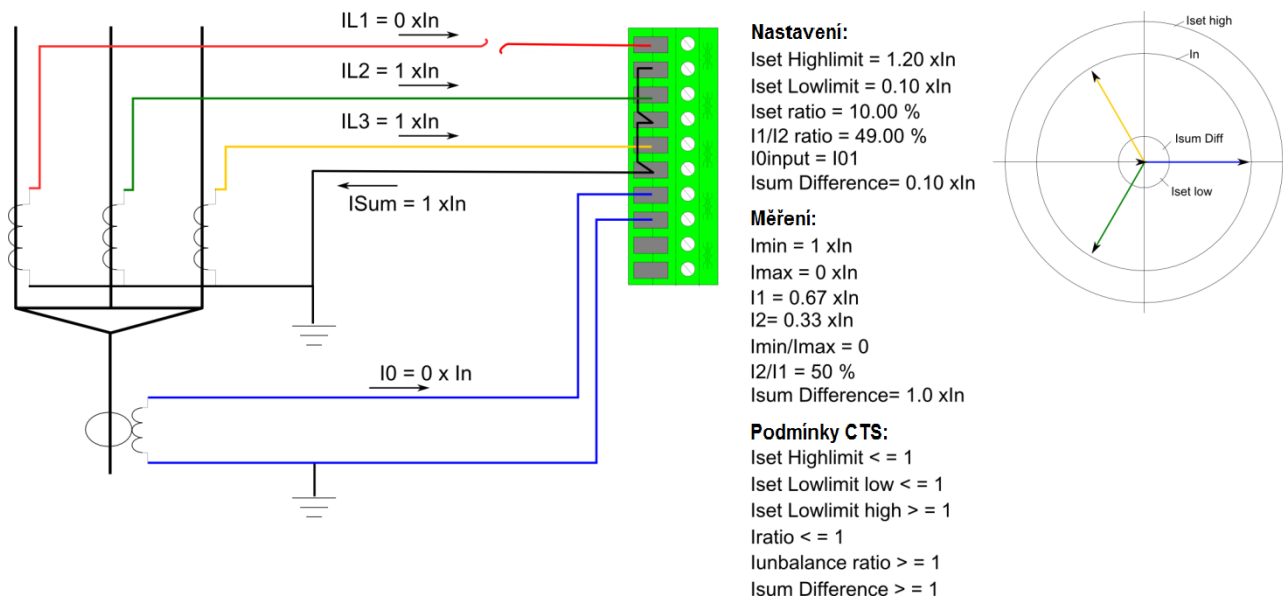 IL1 = 0 xIn
IL2 = 1 xIn
IL3 = 1 xIn
ISum = 1 xIn
I0 = 0 x In
Nastavení:
Iset Highlimit = 1.20 xIn
Iset Lowlimit = 0.10 xIn
Iset ratio = 10.00 %
I1/I2 ratio = 49.00 %
I0input = I01
Isum Difference= 0.10 xIn
Měření:
Imin = 1 xIn
Imax = 0 xIn
I1 = 0.67 xIn
I2= 0.33 xIn
Imin/Imax = 0
I2/I1 = 50 %
Isum Difference= 1.0 xIn
Podmínky CTS:
Iset Highlimit < = 1
Iset Lowlimit low < = 1
Iset Lowlimit high > = 1
Iratio < = 1
Iunbalance ratio > = 1
Isum Difference > = 1
Iset high
In
Isum Diff
Iset low